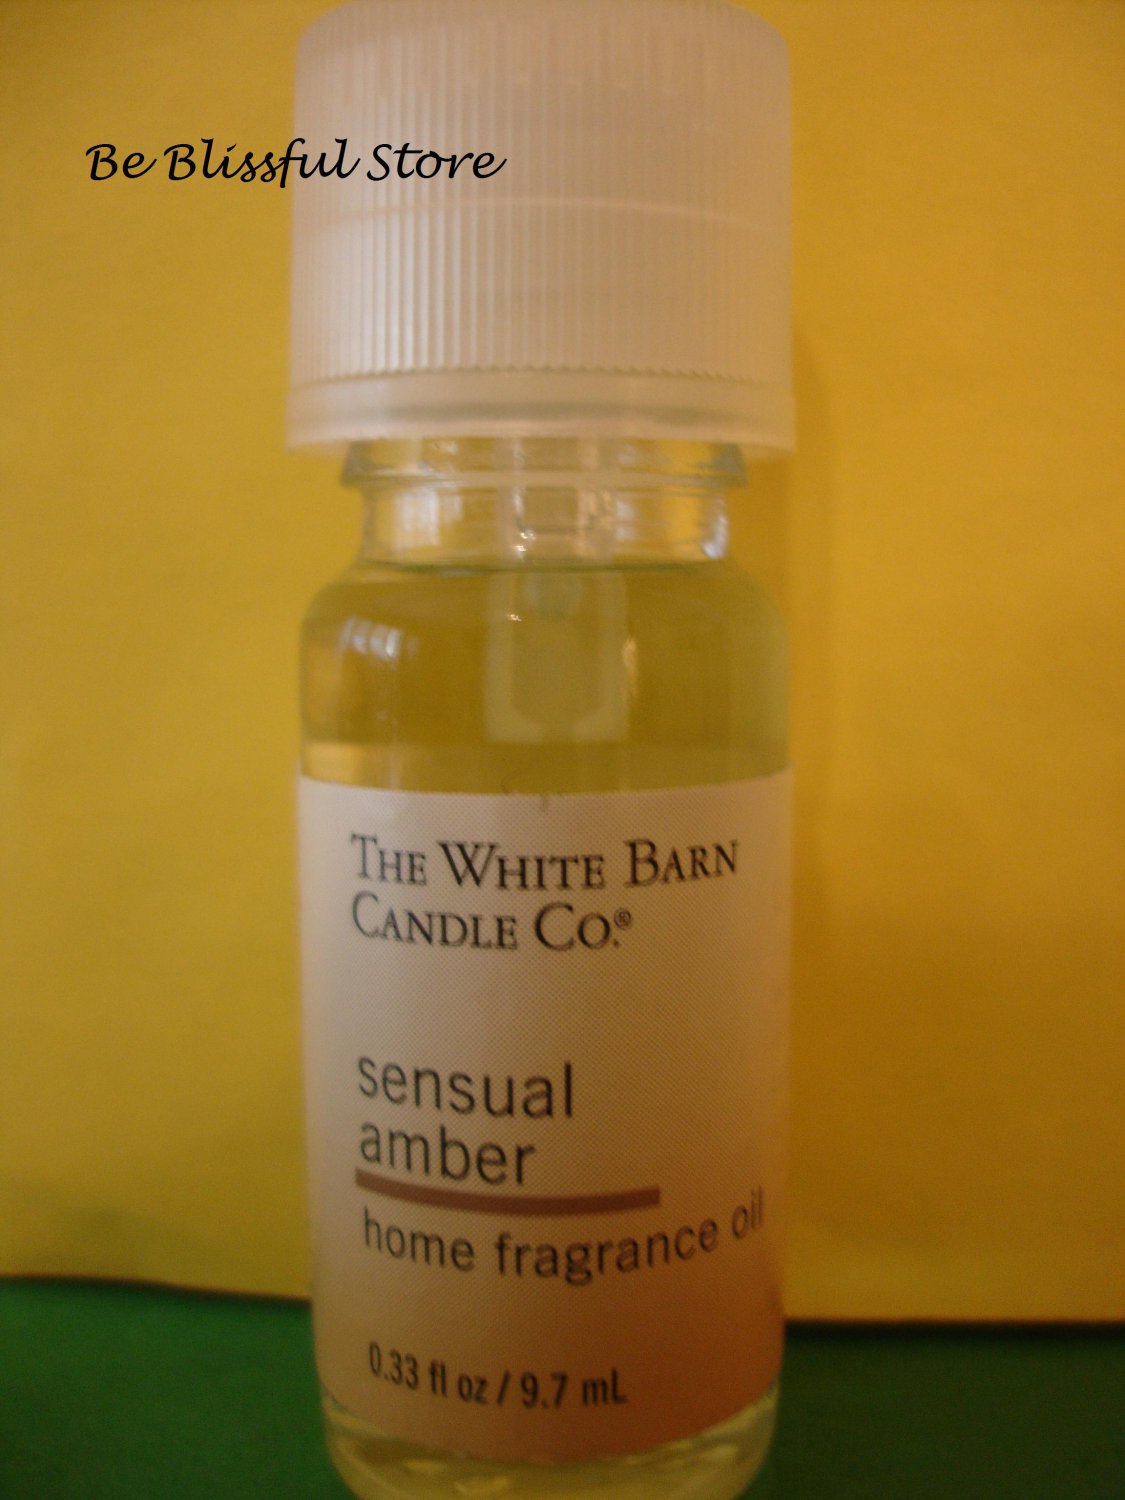 Be Blissful Store
THE WHITE BARN
CANDLE CO.®
sensual
amber
home fragrance oil
0.33 fl oz / 9.7 mL